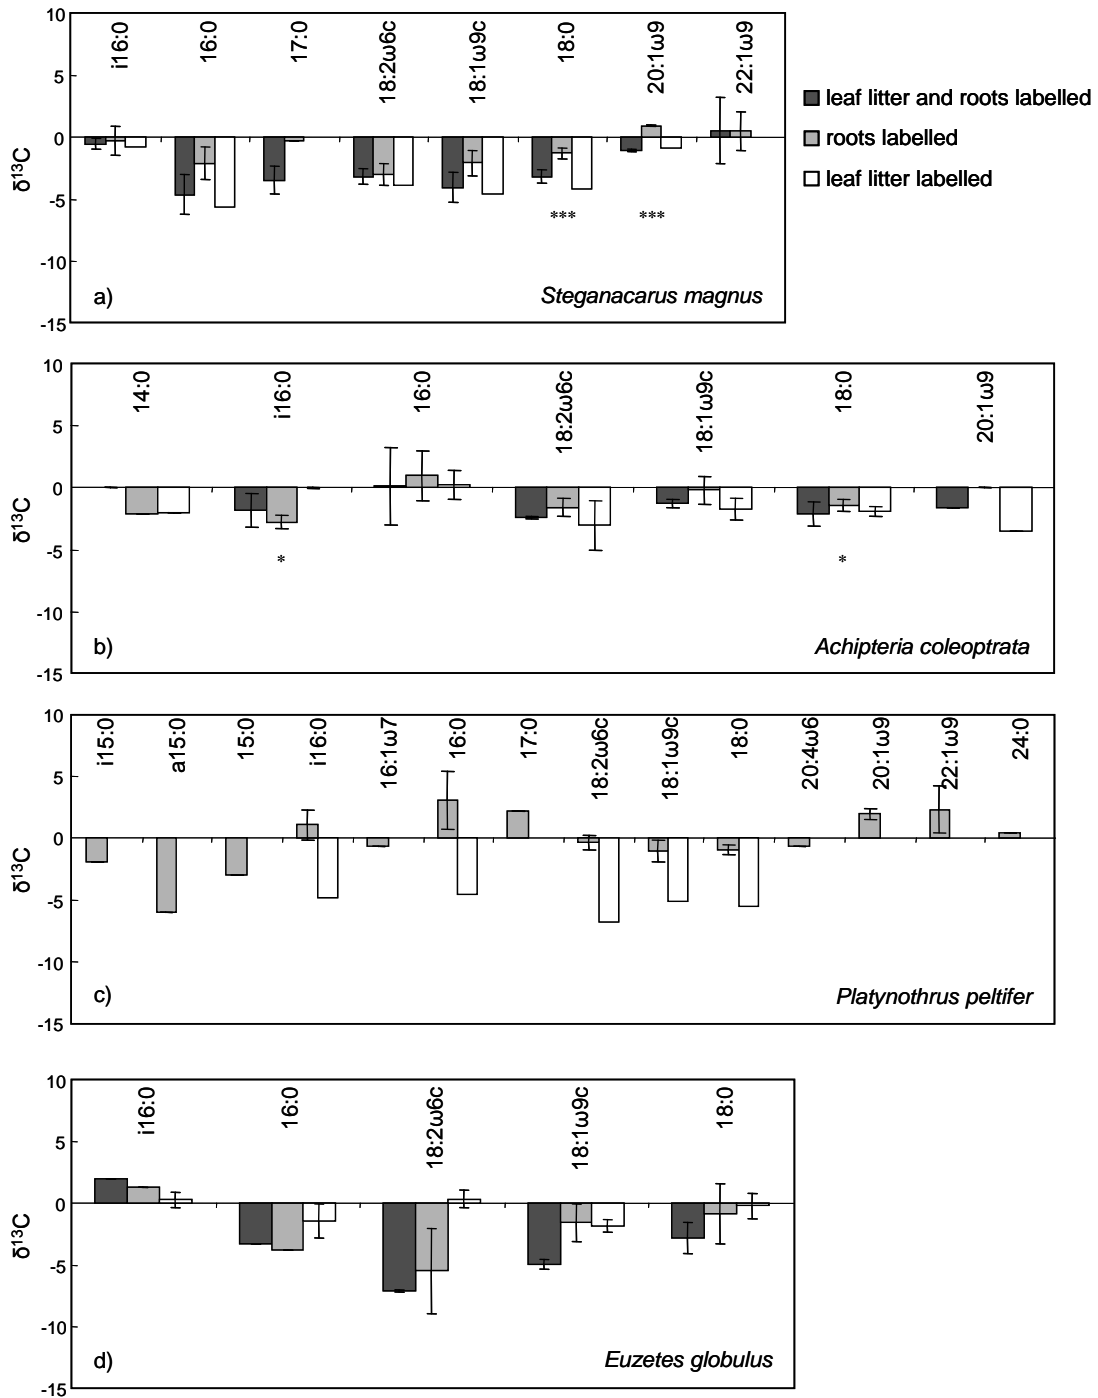 10
5
0
-5
-10
-15
δ13C
i16:0
16:0
17:0
18:2ω6c
18:1ω9c
18:0
20:1ω9
22:1ω9
***
***
a)
Steganacarus magnus
leaf litter and roots labelled
roots labelled
leaf litter labelled
10
5
0
-5
-10
-15
δ13C
14:0
i16:0
16:0
18:2ω6c
18:1ω9c
18:0
20:1ω9
*
*
b)
Achipteria coleoptrata
10
5
0
-5
-10
-15
δ13C
i15:0
a15:0
15:0
i16:0
16:1ω7
16:0
17:0
18:2ω6c
18:1ω9c
18:0
20:4ω6
20:1ω9
22:1ω9
24:0
c)
Platynothrus peltifer
10
5
0
-5
-10
-15
δ13C
i16:0
16:0
18:2ω6c
18:1ω9c
18:0
d)
Euzetes globulus